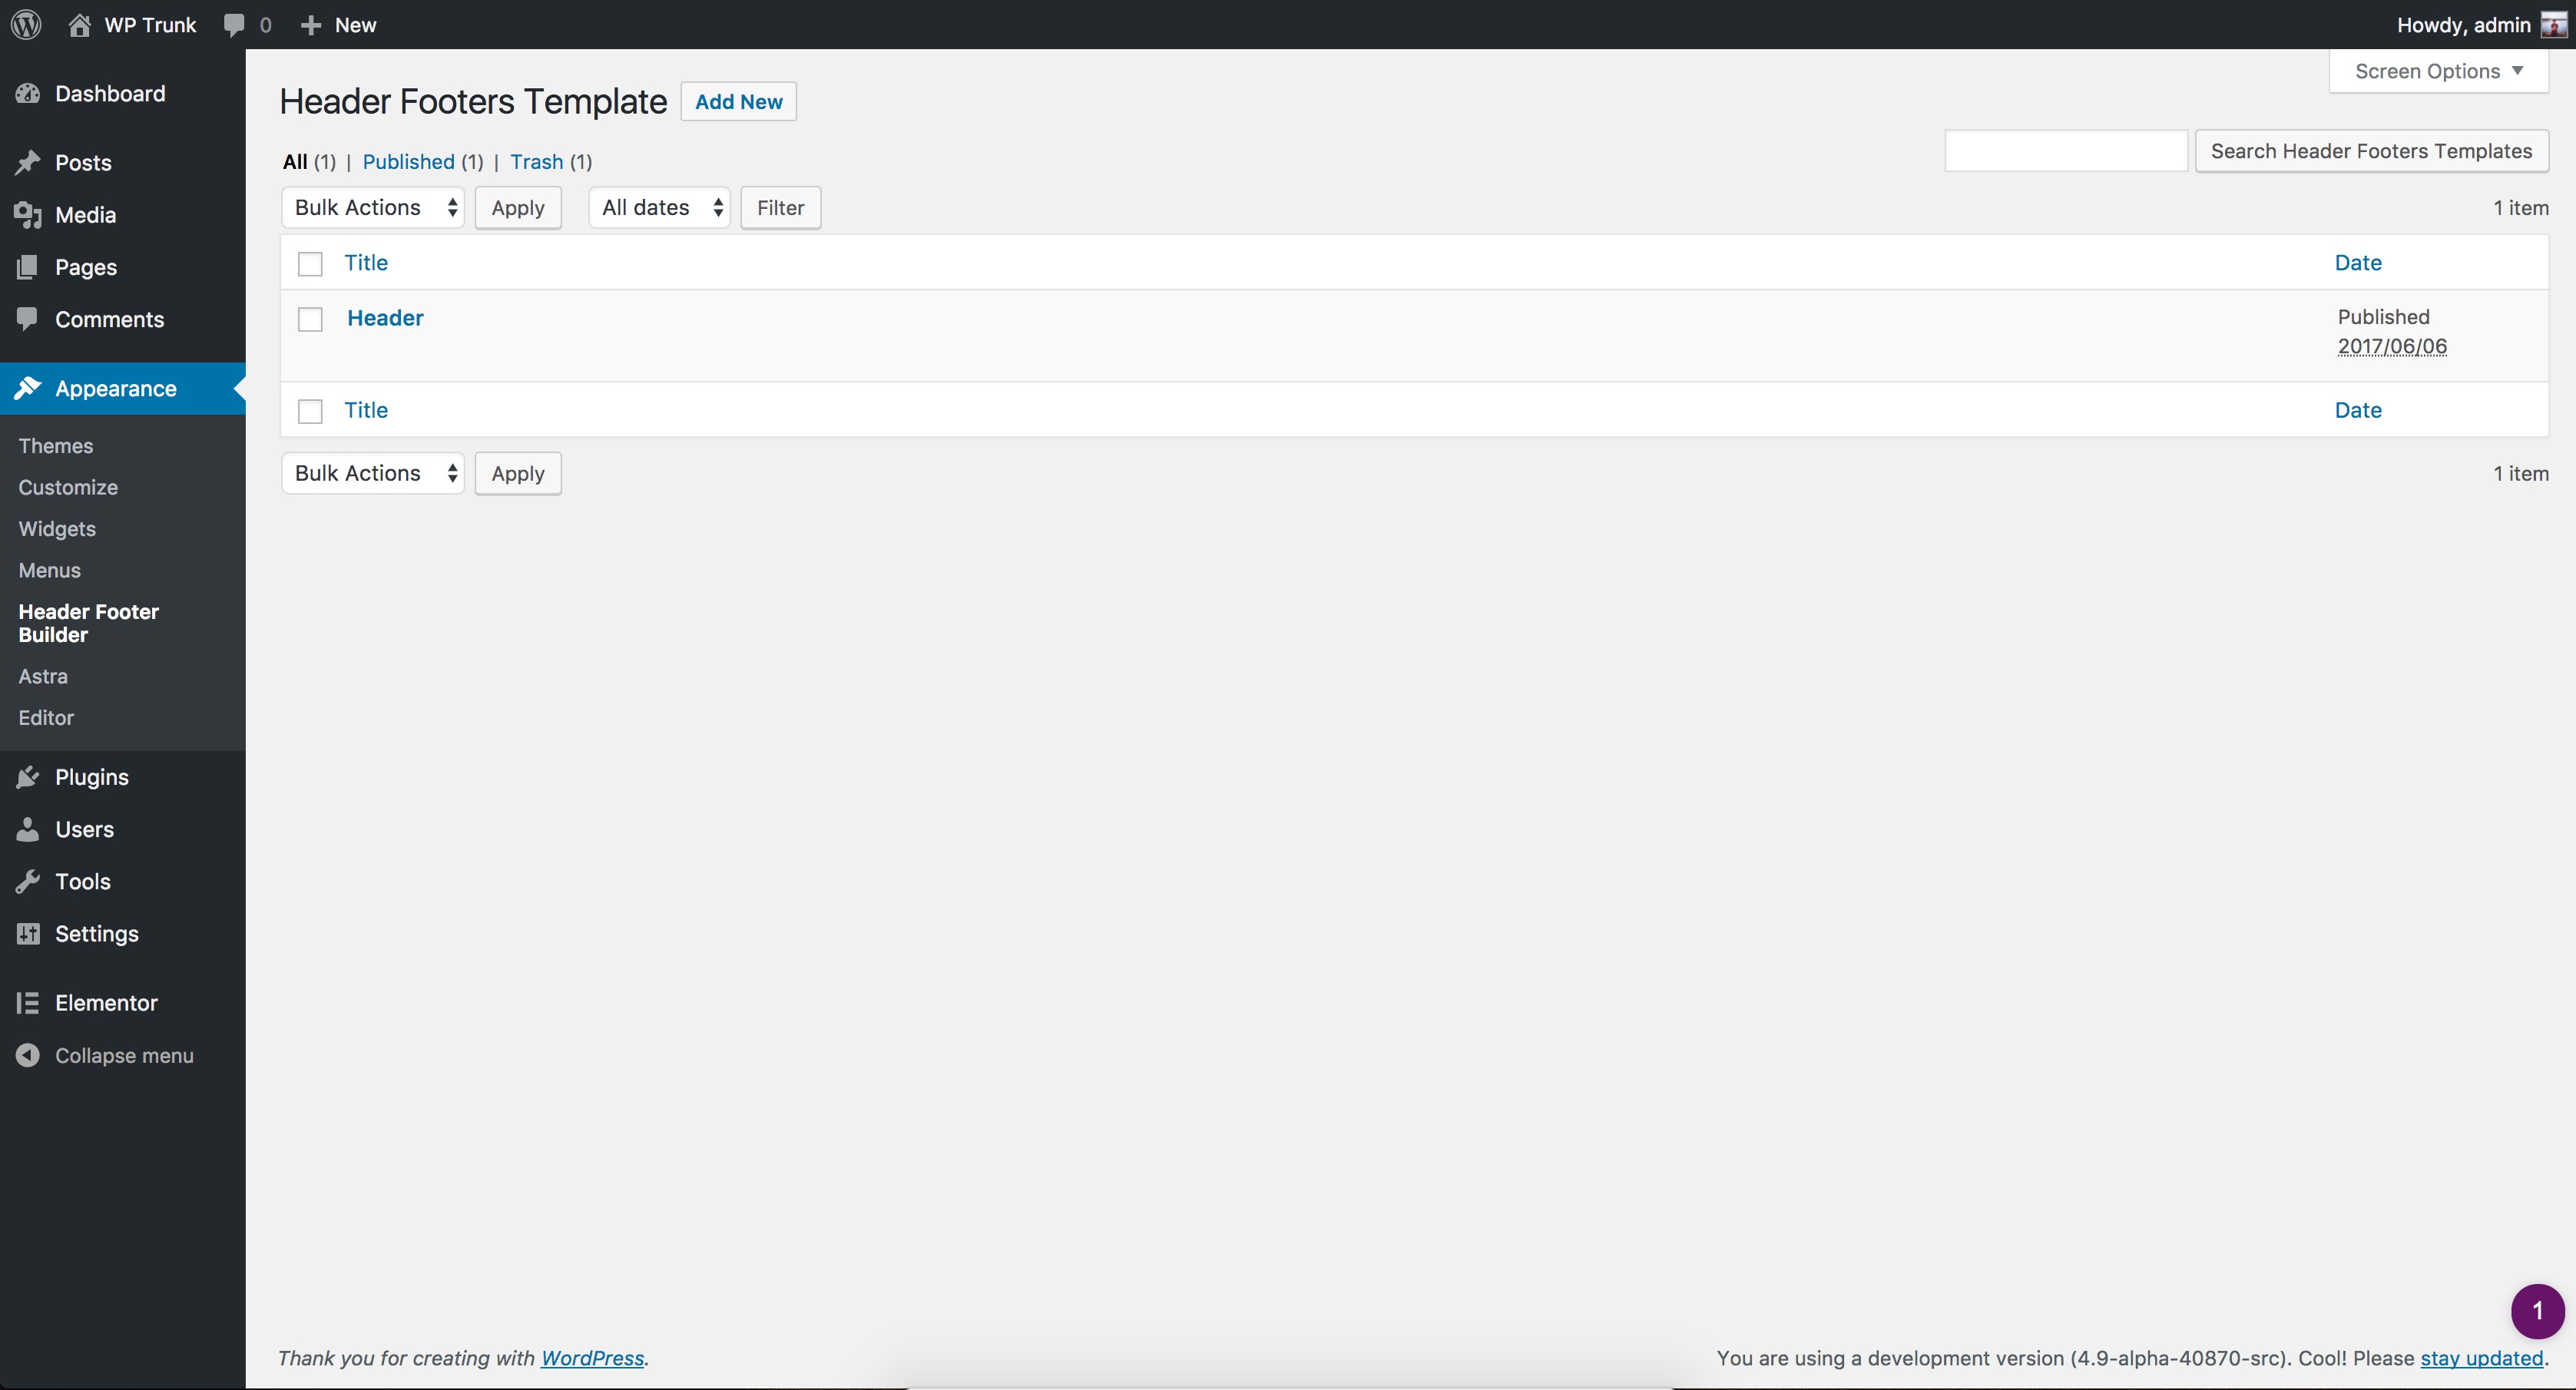 WP Trunk 0 New Howdy, admin
Screen Options
Dashboard
Posts
Media
Pages
Comments
Appearance
Themes
Customize
Widgets
Menus
Header Footer
Builder
Astra
Editor
Plugins
Users
Tools
Settings
Elementor
Collapse menu
Header Footers Template Add New
All (1) | Published (1) | Trash (1)
Search Header Footers Templates
Bulk Actions Apply All dates Filter 1 item
Title Date
Header Published
2017/06/06
Title Date
Bulk Actions Apply 1 item
1
Thank you for creating with WordPress. You are using a development version (4.9-alpha-40870-src). Cool! Please stay updated.